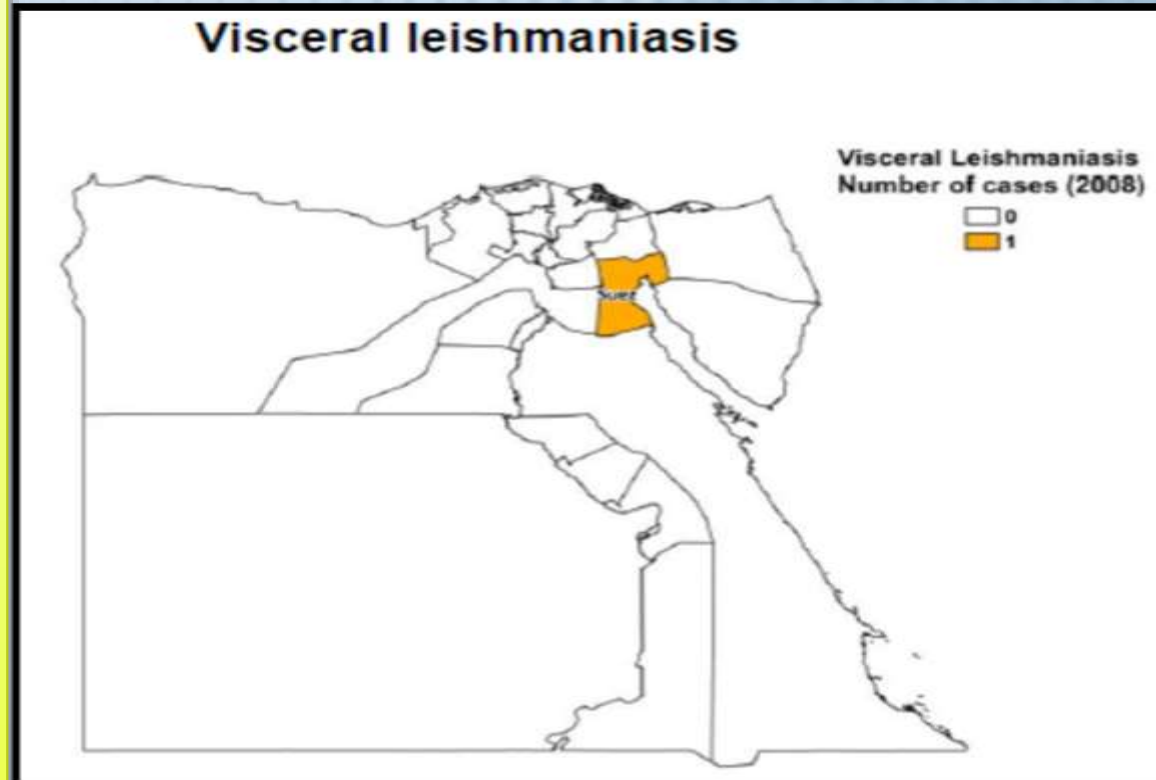 Visceral leishmaniasis
Visceral Leishmaniasis
Number of cases (2008)
0
1
Suez